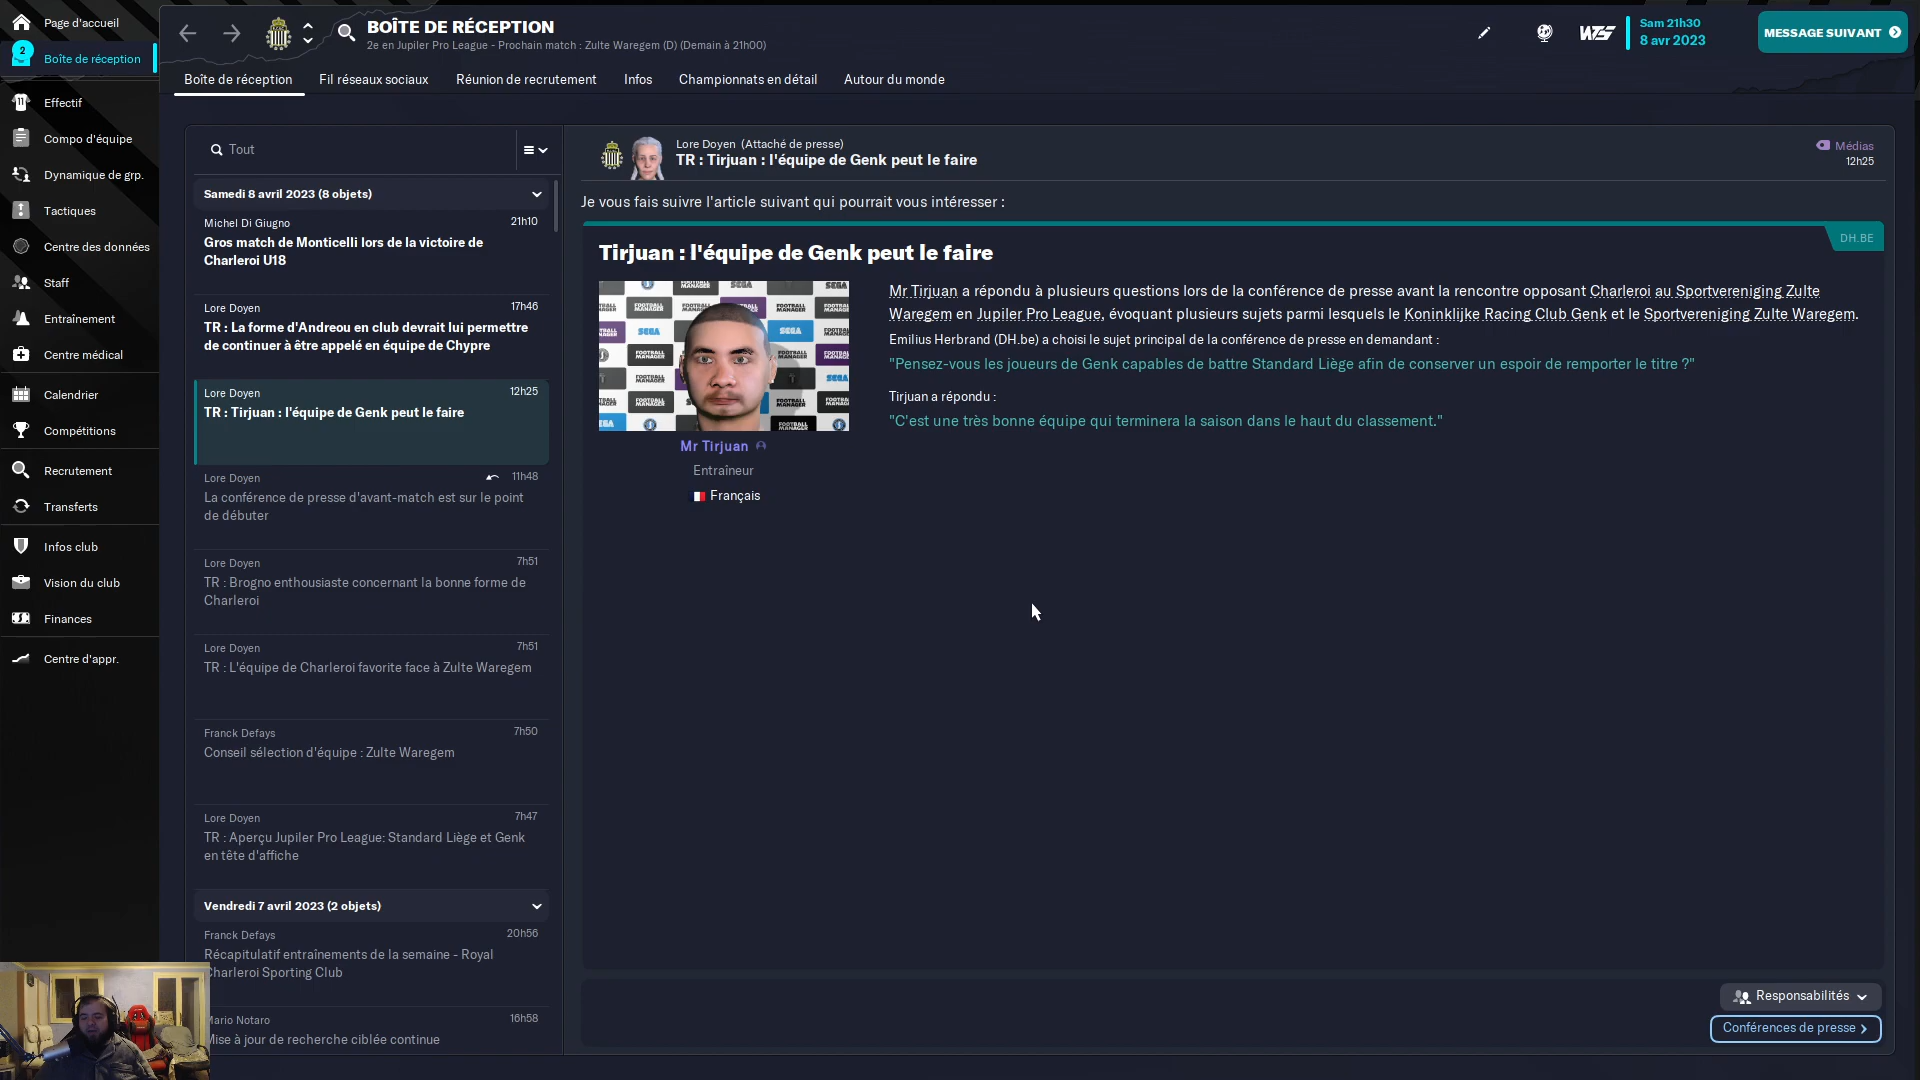 Page d'accueil
2
Boîte de réception
Effectif
Compo d'équipe
Dynamique de grp.
Tactiques
Centre des données
Staff
Entraînement
Centre médical
Calendrier
Compétitions
Recrutement
Transferts
Infos club
Vision du club
Finances
Centre d'appr.
BOÎTE DE RÉCEPTION
2e en Jupiler Pro League - Prochain match : Zulte Waregem (D) (Demain à 21h00)
Sam 21h30
8 avr 2023
MESSAGE SUIVANT
Boîte de réception
Fil réseaux sociaux
Réunion de recrutement
Infos
Championnats en détail
Autour du monde
Tout
Samedi 8 avril 2023 (8 objets)
Michel Di Giugno 21h10
Gros match de Monticelli lors de la victoire de
Charleroi U18
Lore Doyen 17h46
TR : La forme d'Andreou en club devrait lui permettre
de continuer à être appelé en équipe de Chypre
Lore Doyen 12h25
TR : Tirjuan : l'équipe de Genk peut le faire
Lore Doyen 11h48
La conférence de presse d'avant-match est sur le point
de débuter
Lore Doyen 7h51
TR : Brogno enthousiaste concernant la bonne forme de
Charleroi
Lore Doyen 7h51
TR : L'équipe de Charleroi favorite face à Zulte Waregem
Franck Defays 7h50
Conseil sélection d'équipe : Zulte Waregem
Lore Doyen 7h47
TR : Aperçu Jupiler Pro League: Standard Liège et Genk
en tête d'affiche
Vendredi 7 avril 2023 (2 objets)
Franck Defays 20h56
Récapitulatif entraînements de la semaine - Royal
Charleroi Sporting Club
Mario Notaro 16h58
Mise à jour de recherche ciblée continue
Lore Doyen (Attaché de presse)
TR : Tirjuan : l'équipe de Genk peut le faire
Médias
12h25
Je vous fais suivre l'article suivant qui pourrait vous intéresser :
DH.BE
Tirjuan : l'équipe de Genk peut le faire
Mr Tirjuan a répondu à plusieurs questions lors de la conférence de presse avant la rencontre opposant Charleroi au Sportvereniging Zulte
Waregem en Jupiler Pro League, évoquant plusieurs sujets parmi lesquels le Koninklijke Racing Club Genk et le Sportvereniging Zulte Waregem.
Emilius Herbrand (DH.be) a choisi le sujet principal de la conférence de presse en demandant :
"Pensez-vous les joueurs de Genk capables de battre Standard Liège afin de conserver un espoir de remporter le titre ?"
Tirjuan a répondu :
"C'est une très bonne équipe qui terminera la saison dans le haut du classement."
Mr Tirjuan
Entraîneur
Français
Responsabilités
Conférences de presse